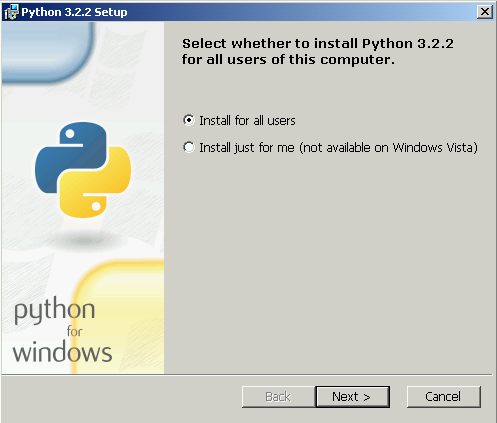 Python 3.2.2 Setup
Select whether to install Python 3.2.2
for all users of this computer.
Install for all users
Install just for me (not available on Windows Vista)
python
for
windows
Back
Next >
Cancel